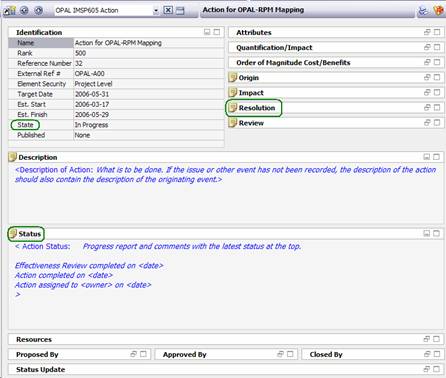 OPAL IMSP605 Action
Action for OPAL-RPM Mapping
Identification
Name Action for OPAL-RPM Mapping
Rank 500
Reference Number 32
External Ref # OPAL-A00
Element Security Project Level
Target Date 2006-05-31
Est. Start 2006-03-17
Est. Finish 2006-05-29
State In Progress
Published None
Attributes
Quantification/Impact
Order of Magnitude Cost/Benefits
Origin
Impact
Resolution
Review
Description
<Description of Action: What is to be done. If the issue or other event has not been recorded, the description of the action
should also contain the description of the originating event.>
Status
< Action Status: Progress report and comments with the latest status at the top.
Effectiveness Review completed on <date>
Action completed on <date>
Action assigned to <owner> on <date>
>
Resources
Proposed By Approved By Closed By
Status Update